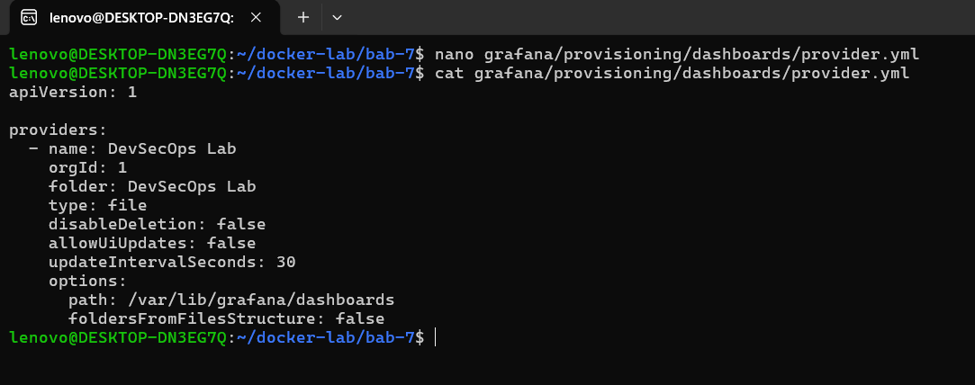 lenovo@DESKTOP-DN3EG7Q:
lenovo@DESKTOP-DN3EG7Q:~/docker-lab/bab-7$ nano grafana/provisioning/dashboards/provider.yml
lenovo@DESKTOP-DN3EG7Q:~/docker-lab/bab-7$ cat grafana/provisioning/dashboards/provider.yml
apiVersion: 1

providers:
  - name: DevSecOps Lab
    orgId: 1
    folder: DevSecOps Lab
    type: file
    disableDeletion: false
    allowUiUpdates: false
    updateIntervalSeconds: 30
    options:
      path: /var/lib/grafana/dashboards
      foldersFromFilesStructure: false
lenovo@DESKTOP-DN3EG7Q:~/docker-lab/bab-7$